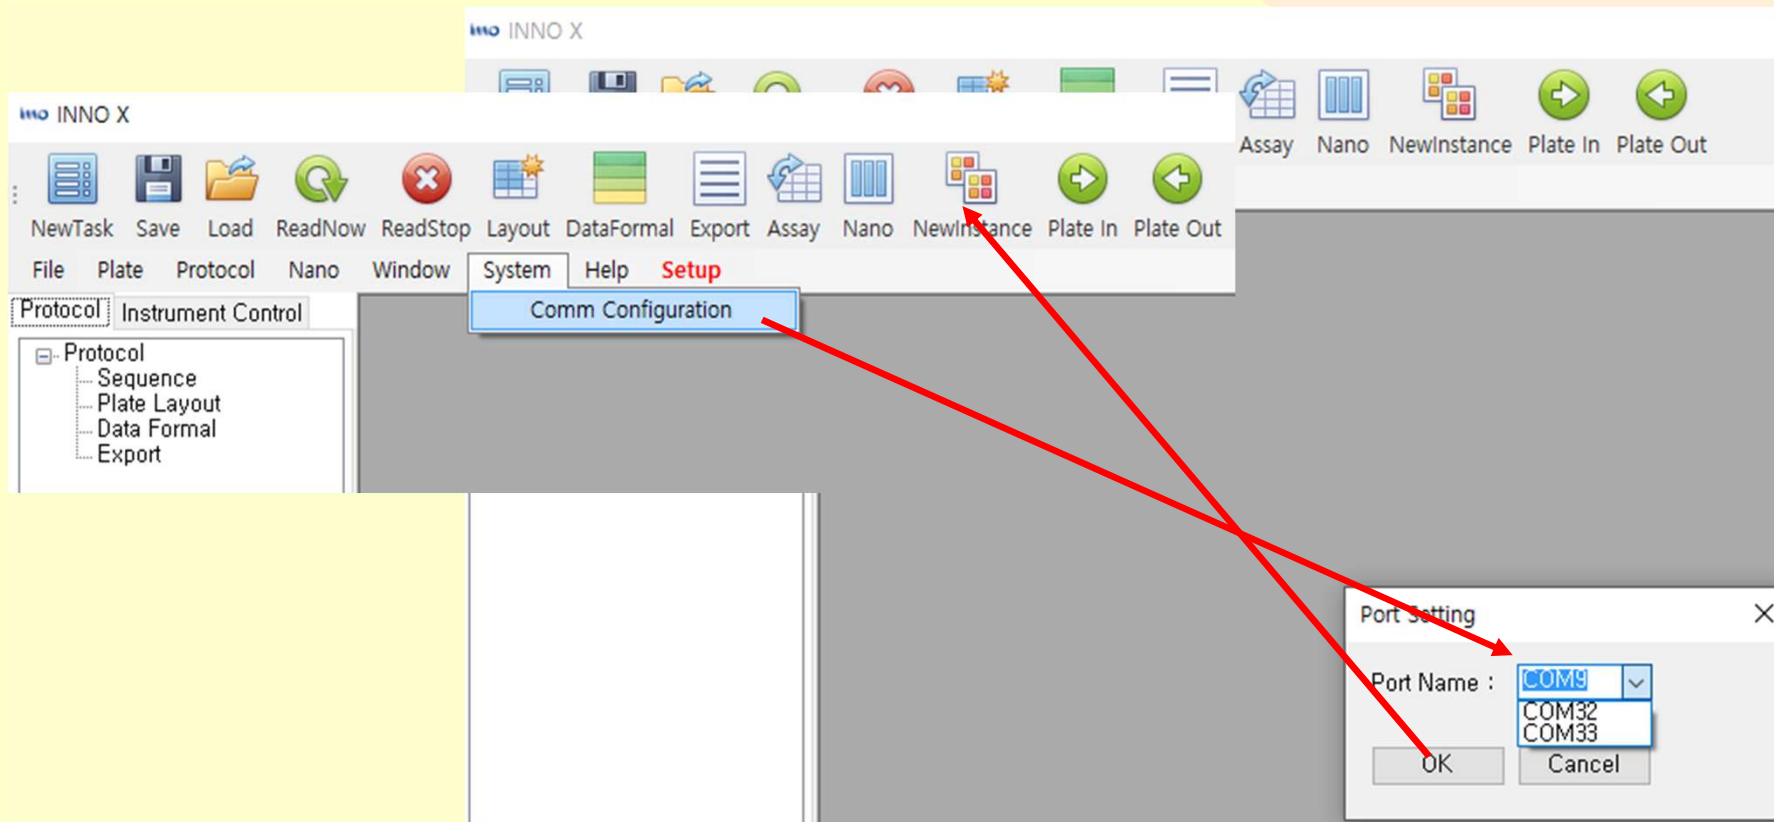 INNO X
Assay Nano NewInstance Plate In Plate Out
INNO X
NewTask Save Load ReadNow ReadStop Layout DataFormal Export Assay Nano NewInstance Plate In Plate Out
File Plate Protocol Nano Window System Help Setup
Comm Configuration
Protocol Instrument Control
Protocol
Sequence
Plate Layout
Data Formal
Export
Port Setting
Port Name : COM9
COM32
COM33
OK Cancel